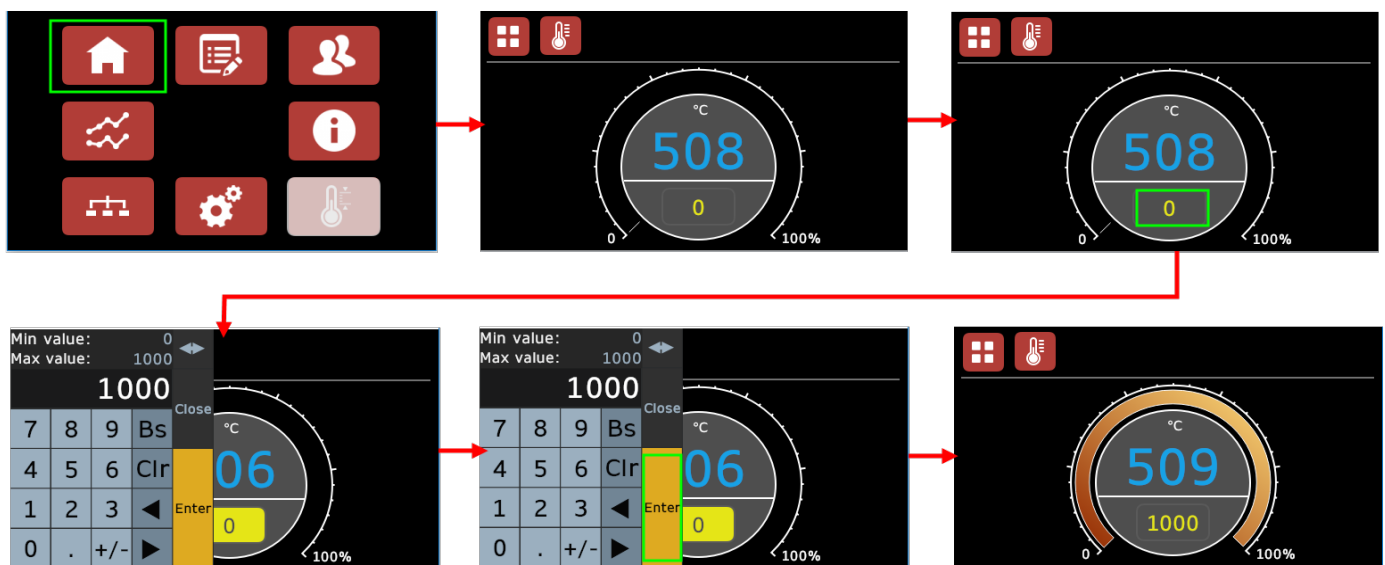 °C
508
0
0
100%
°C
508
0
0
100%
Min value: 0
Max value: 1000
1000
Close
7 8 9 Bs
4 5 6 Clr
1 2 3 ◀
Enter
0 . +/- ▶
°C
06
0
100%
Min value: 0
Max value: 1000
1000
Close
7 8 9 Bs
4 5 6 Clr
1 2 3 ◀
Enter
0 . +/- ▶
°C
06
0
100%
°C
509
1000
0
100%